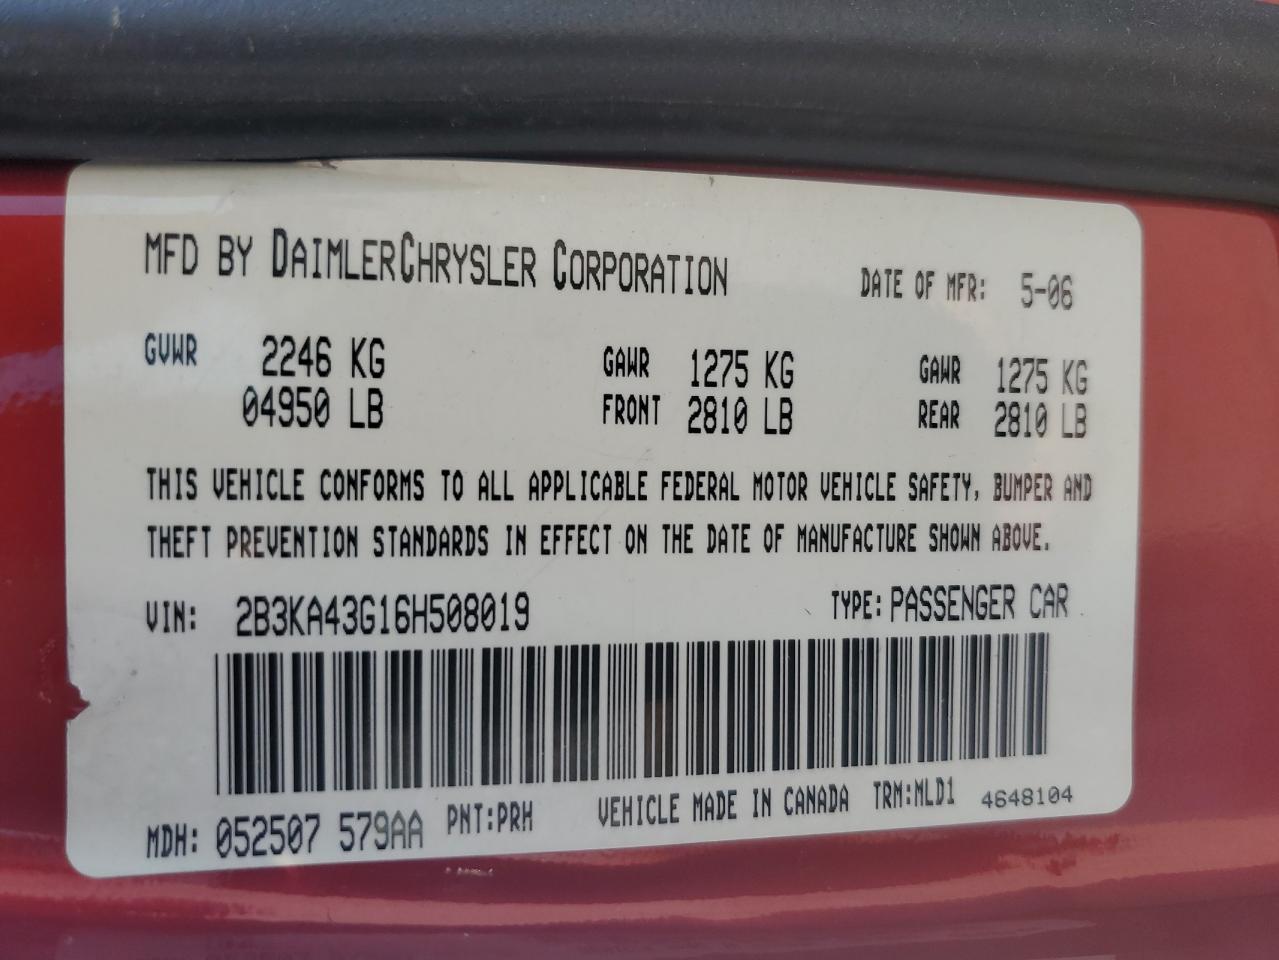 MFD BY DAIMLERCHRYSLER CORPORATION DATE OF MFR: 5-06
GVWR 2246 KG GAWR 1275 KG GAWR 1275 KG
04950 LB FRONT 2810 LB REAR 2810 LB
THIS VEHICLE CONFORMS TO ALL APPLICABLE FEDERAL MOTOR VEHICLE SAFETY, BUMPER AND
THEFT PREVENTION STANDARDS IN EFFECT ON THE DATE OF MANUFACTURE SHOWN ABOVE.
VIN: 2B3KA43G16H508019 TYPE: PASSENGER CAR
MDH: 052507 579AA PNT:PRH VEHICLE MADE IN CANADA TRM:MLD1 4648104